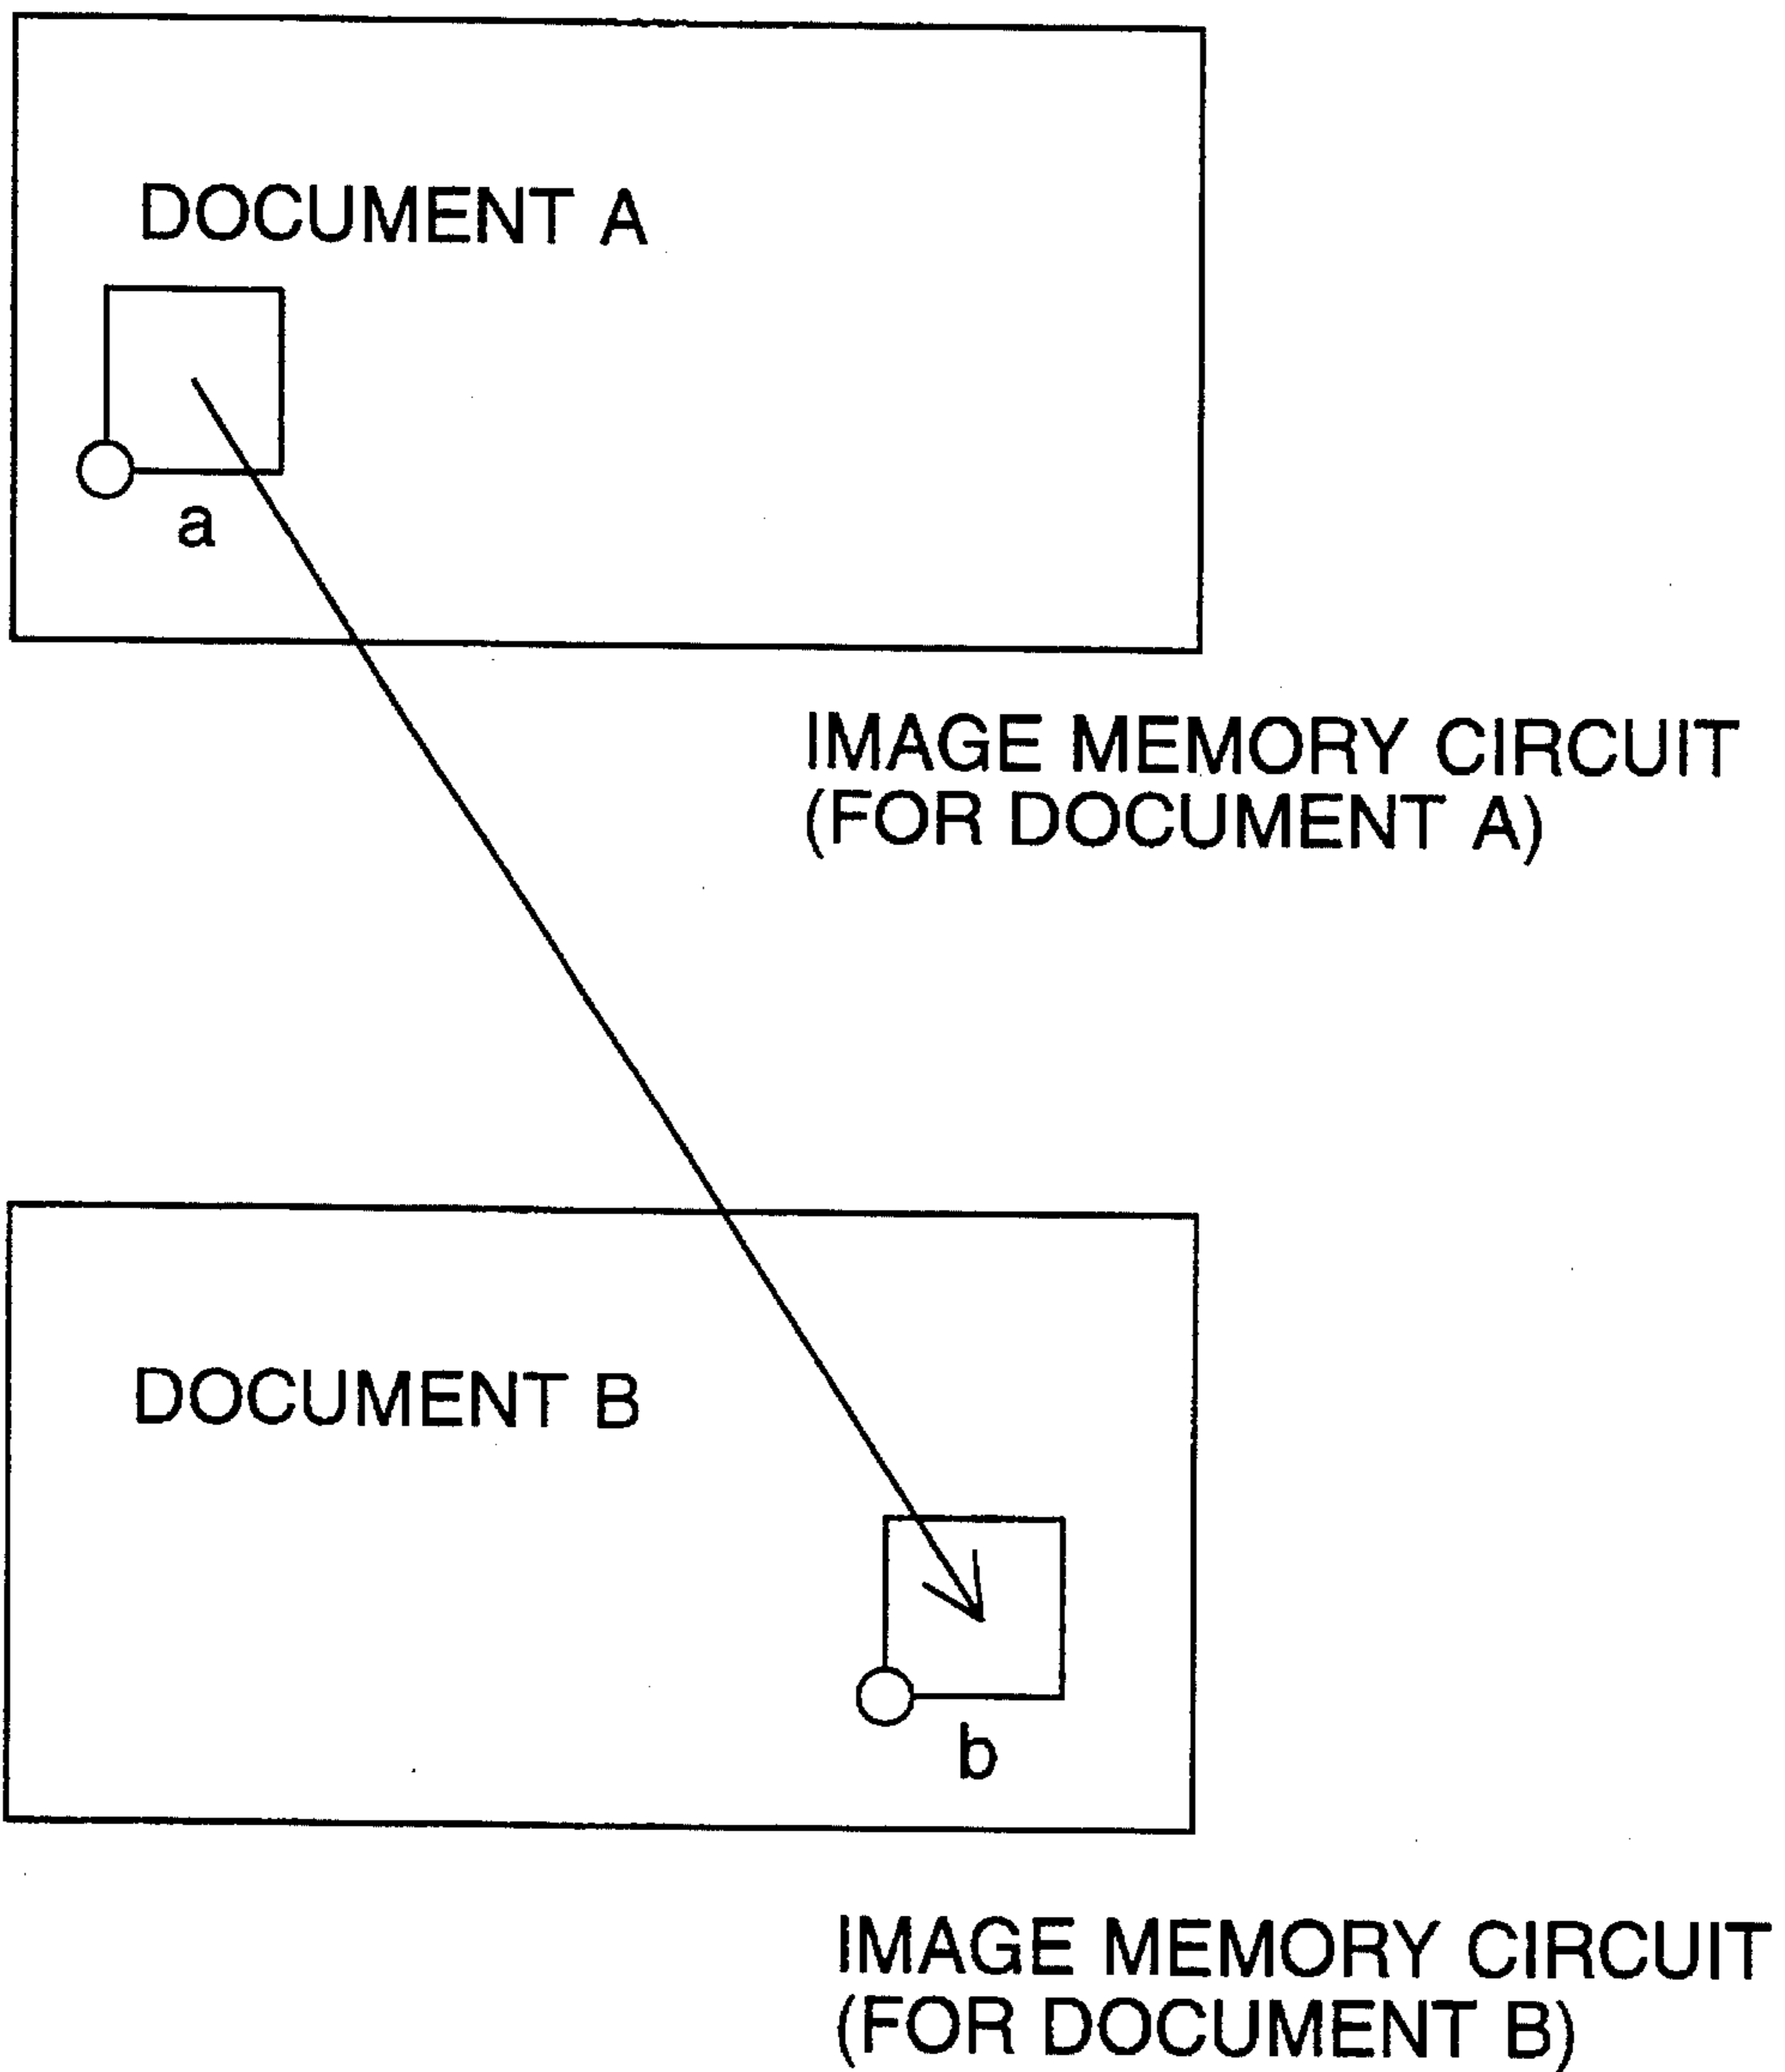 DOCUMENT A
a
IMAGE MEMORY CIRCUIT
(FOR DOCUMENT A)
DOCUMENT B
b
IMAGE MEMORY CIRCUIT
(FOR DOCUMENT B)